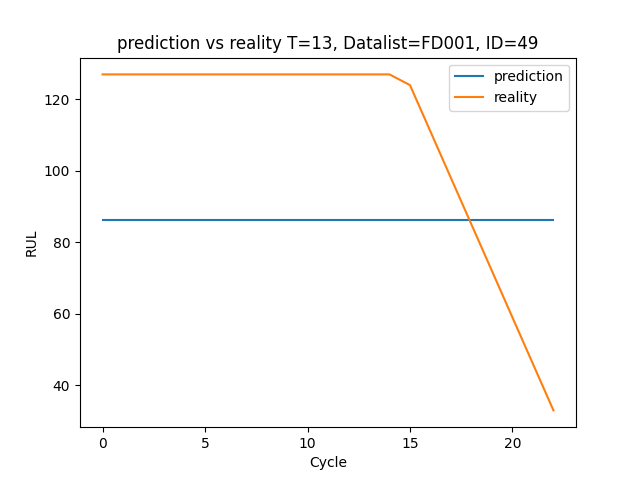 prediction vs reality T=13, Datalist=FD001, ID=49
prediction
reality
120
100
80
60
40
RUL
0 5 10 15 20
Cycle